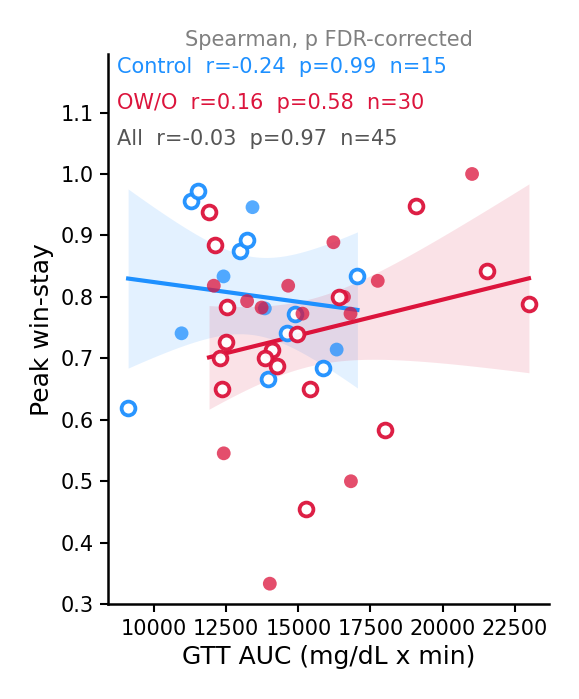 Spearman, p FDR-corrected
Control r=-0.24 p=0.99 n=15
OW/O r=0.16 p=0.58 n=30
All r=-0.03 p=0.97 n=45
Peak win-stay
1.1
1.0
0.9
0.8
0.7
0.6
0.5
0.4
0.3
10000 12500 15000 17500 20000 22500
GTT AUC (mg/dL x min)